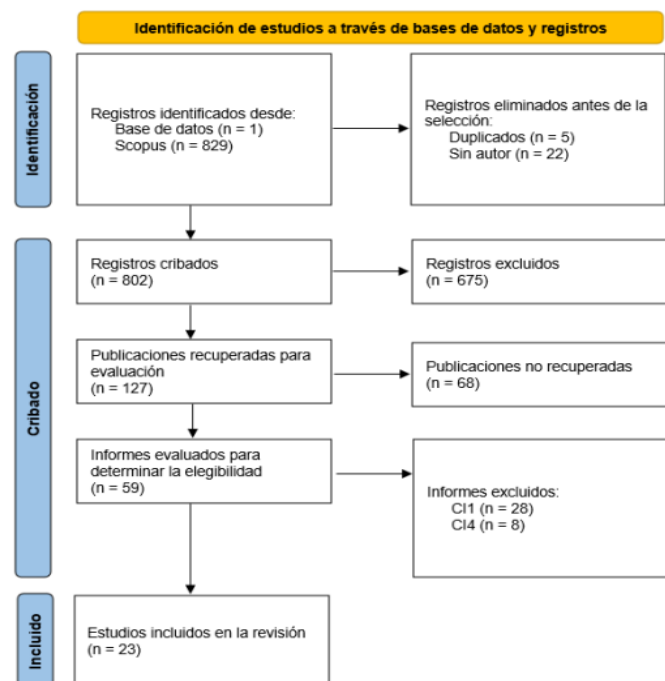 Identificación de estudios a través de bases de datos y registros
Identificación
Registros identificados desde:
Base de datos (n = 1)
Scopus (n = 829)
Registros eliminados antes de la
selección:
Duplicados (n = 5)
Sin autor (n = 22)
Cribado
Registros cribados
(n = 802)
Registros excluidos
(n = 675)
Publicaciones recuperadas para
evaluación
(n = 127)
Publicaciones no recuperadas
(n = 68)
Informes evaluados para
determinar la elegibilidad
(n = 59)
Informes excluidos:
CI1 (n = 28)
CI4 (n = 8)
Incluido
Estudios incluidos en la revisión
(n = 23)